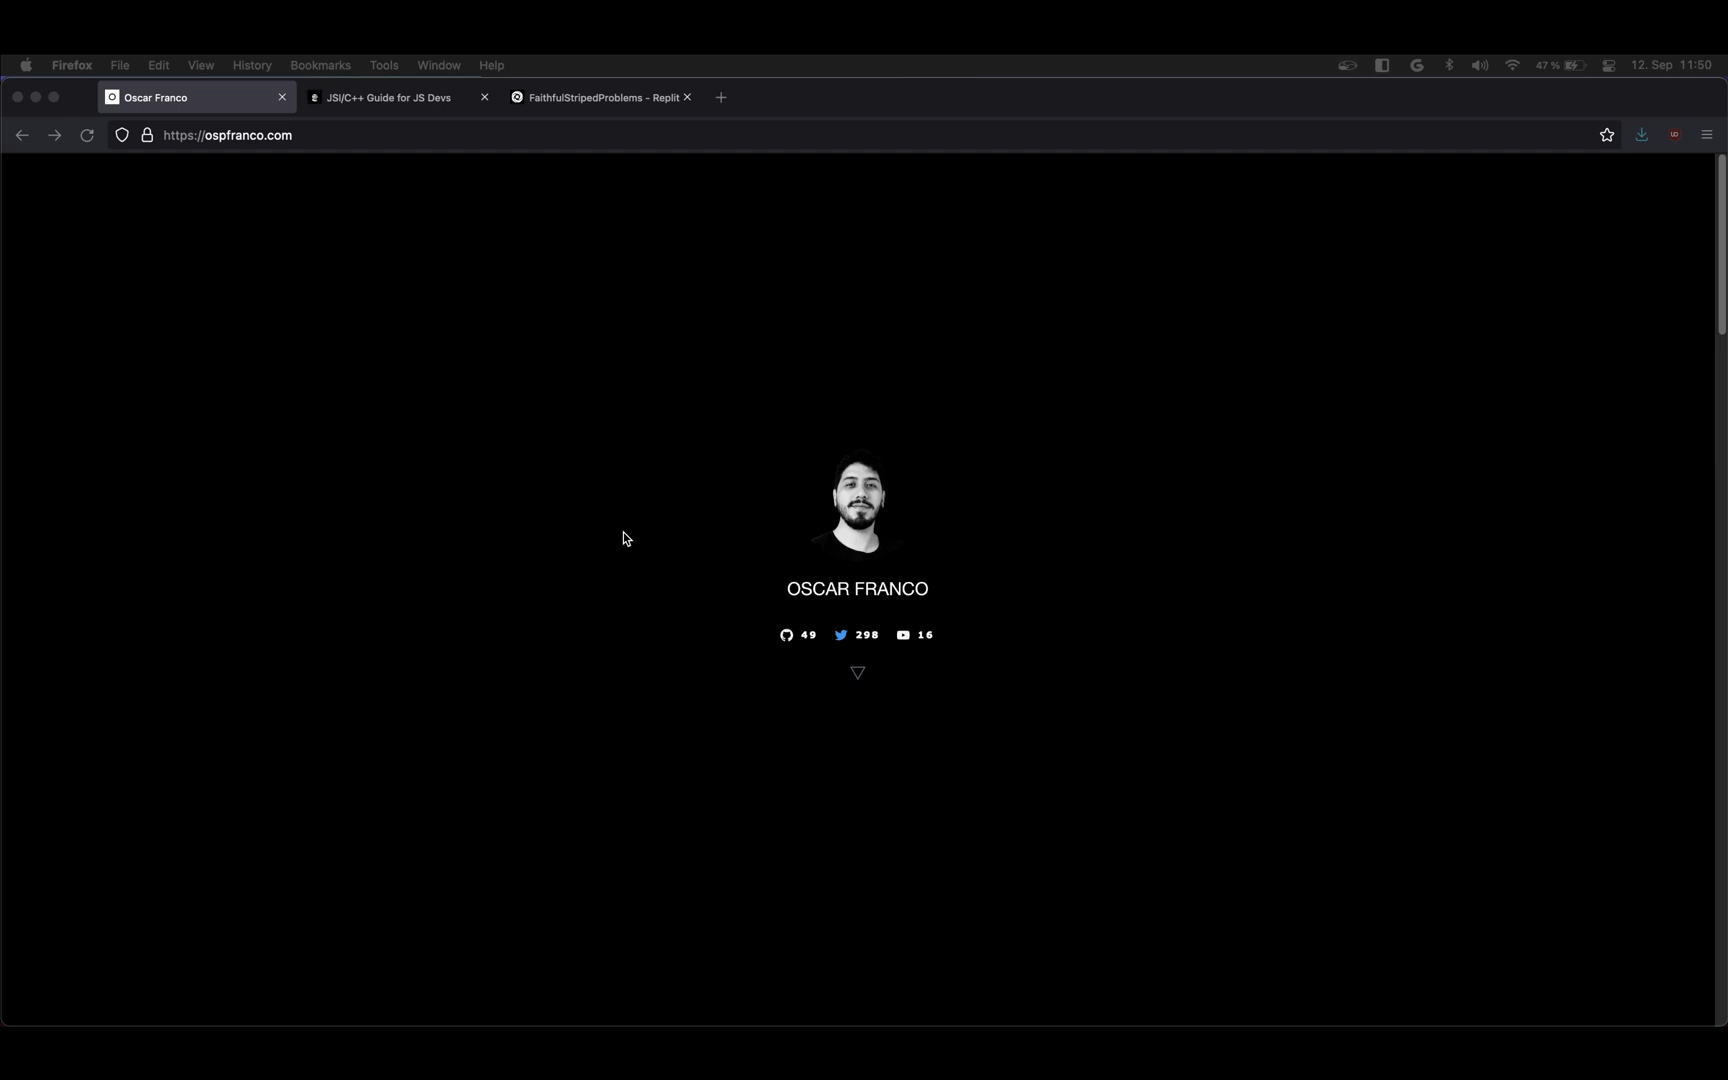 Firefox File Edit View History Bookmarks Tools Window Help 47 % 12. Sep 11:50
Oscar Franco JSI/C++ Guide for JS Devs FaithfulStripedProblems - Replit
https://ospfranco.com
OSCAR FRANCO
49 298 16